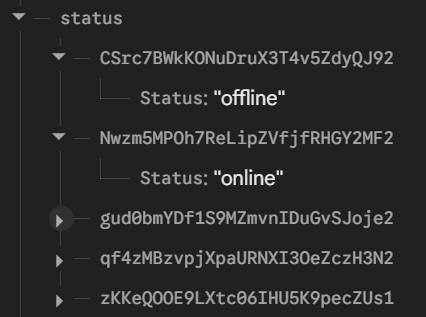 status
CSrc7BWkKONuDruX3T4v5ZdyQJ92
Status: "offline"
Nwzm5MPOh7ReLipZVfjfRHGY2MF2
Status: "online"
gud0bmYDf1S9MZmvnIDuGvSJoje2
qf4zMBzvpjXpaURNXI3OeZczH3N2
zKKeQOOE9LXtc06IHU5K9pecZUs1